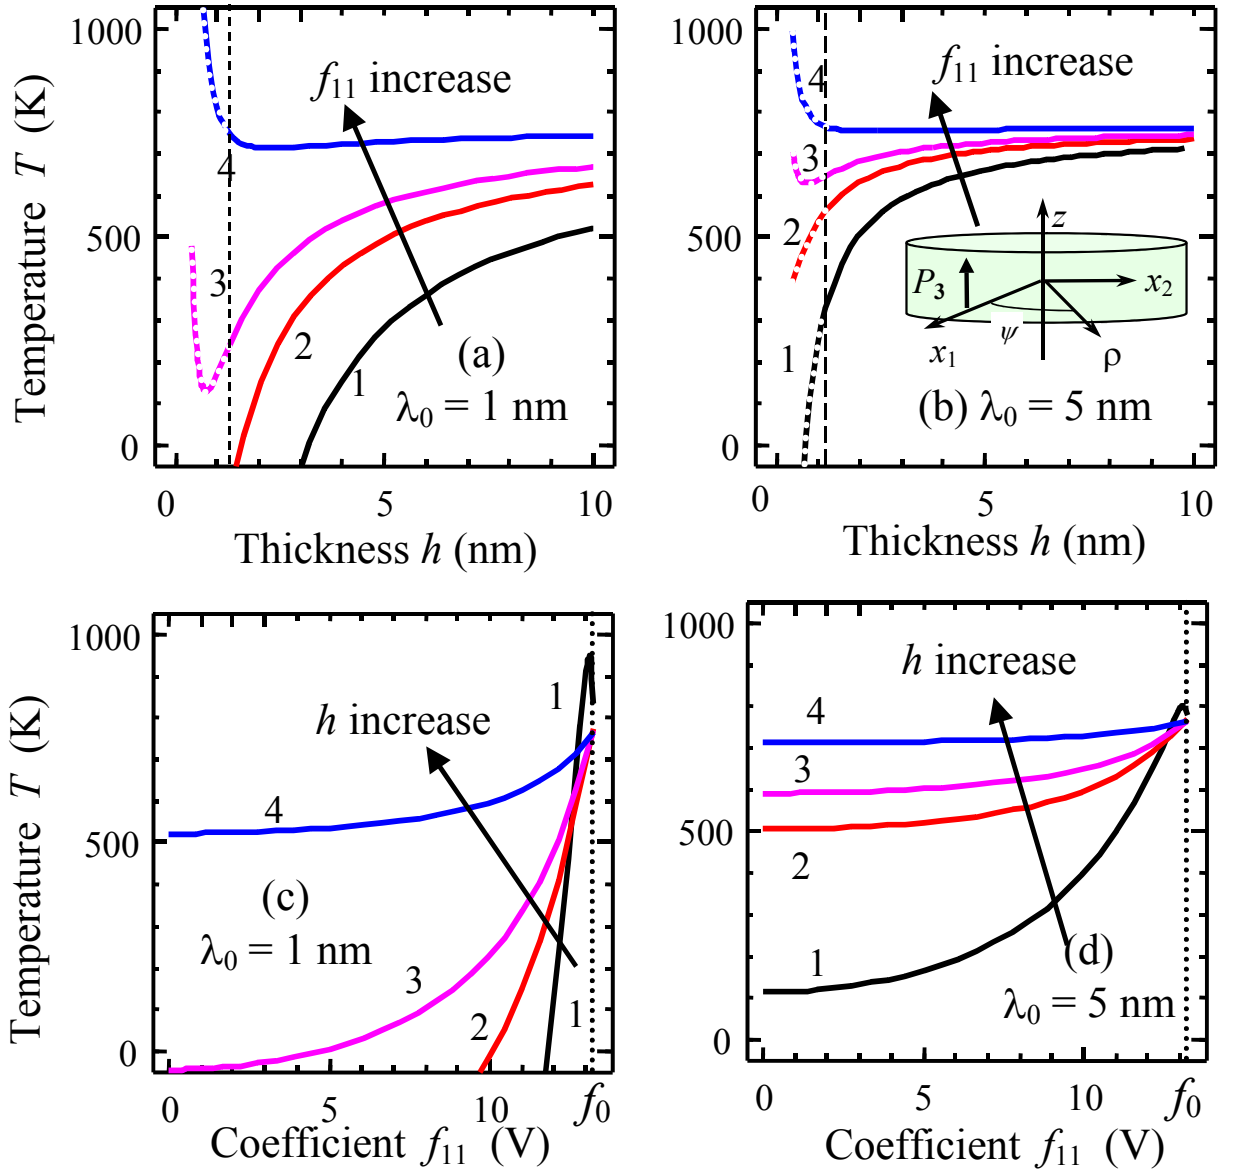 Temperature T (K)
1000
500
0
f₁₁ increase
4
3
2
1
(a)
λ₀ = 1 nm
0
5
10
Thickness h (nm)
1000
500
0
f₁₁ increase
4
3
2
1
z
P₃
x₂
x₁
ψ
ρ
(b) λ₀ = 5 nm
0
5
10
Thickness h (nm)
Temperature T (K)
1000
500
0
h increase
1
4
(c)
λ₀ = 1 nm
3
2
1
0
5
10
f₀
Coefficient f₁₁ (V)
1000
500
0
h increase
4
3
2
1
(d)
λ₀ = 5 nm
0
5
10
f₀
Coefficient f₁₁ (V)